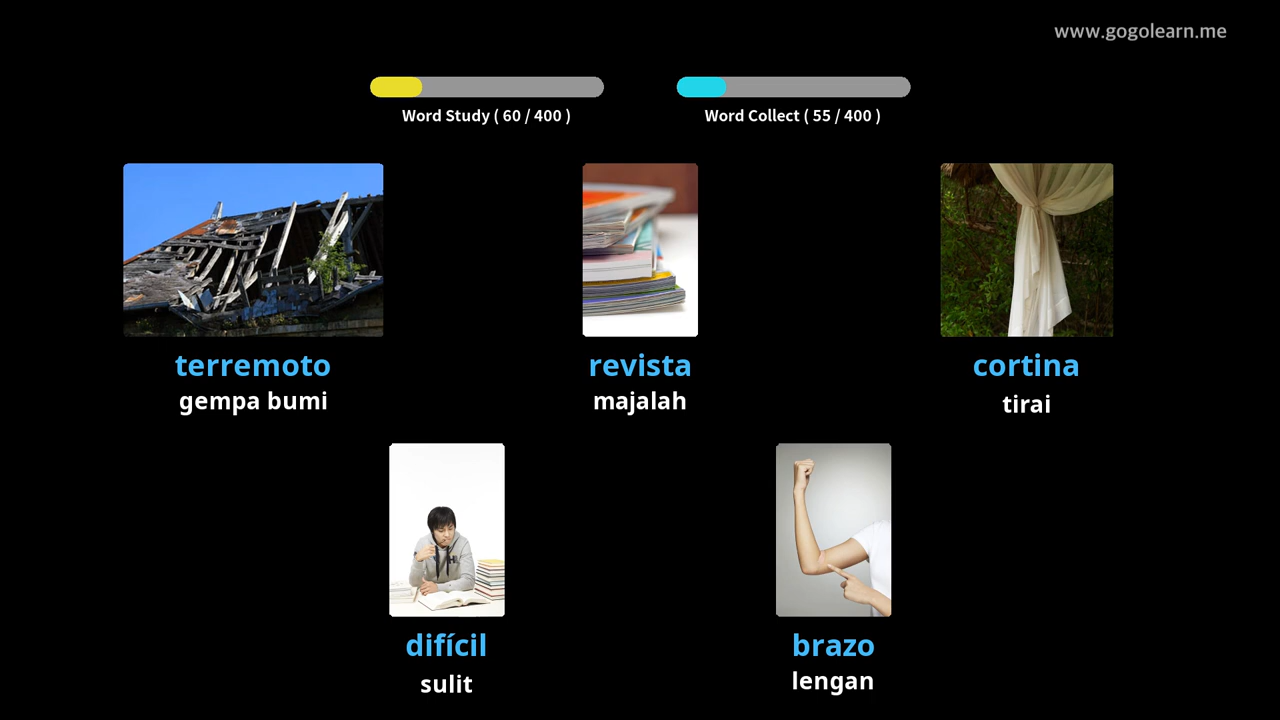 www.gogolearn.me
Word Study ( 60 / 400 )
Word Collect ( 55 / 400 )
terremoto
gempa bumi
revista
majalah
cortina
tirai
difícil
sulit
brazo
lengan